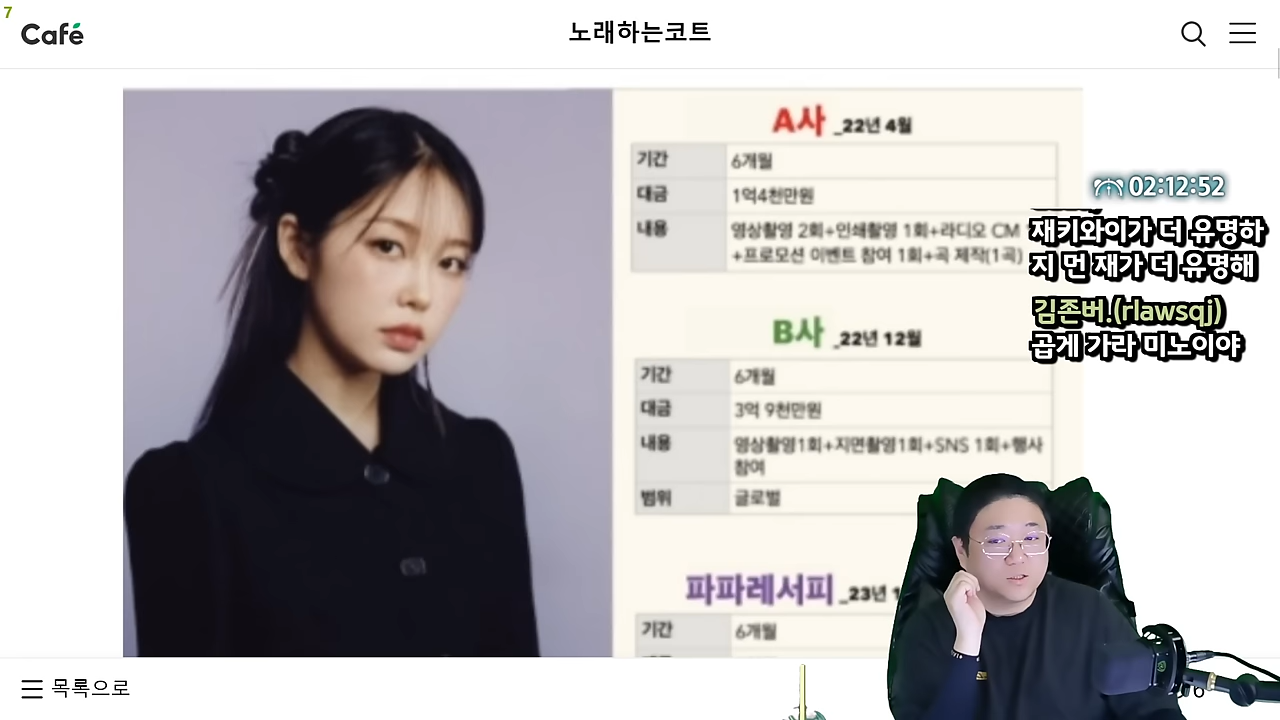 7
Café
노래하는코트
A사 _22년 4월
기간 6개월
대금 1억4천만원
내용 영상촬영 2회+인쇄촬영 1회+라디오 CM
+프로모션 이벤트 참여 1회+곡 제작(1곡)
B사 _22년 12월
기간 6개월
대금 3억 9천만원
내용 영상촬영1회+지면촬영1회+SNS 1회+행사
참여
범위 글로벌
파파레서피 _23년
기간 6개월
02:12:52
재키와이가 더 유명하
지 먼 재가 더 유명해
김존버.(rlawsqj)
곱게 가라 미노이야
목록으로